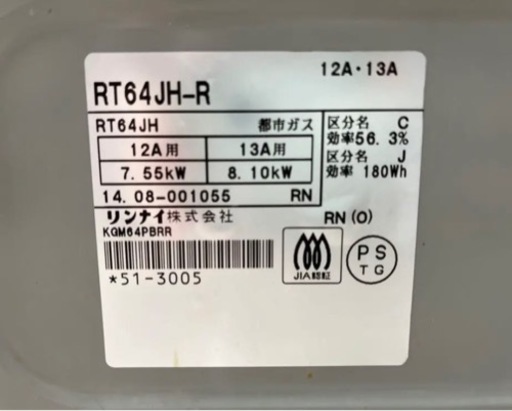 12A・13A
RT64JH-R
RT64JH 都市ガス
12A用 13A用
7.55kW 8.10kW
区分名 C
効率56.3%
区分名 J
効率 180Wh
14.08-001055 RN
リンナイ株式会社 RN(O)
KGM64PBRR
*51-3005
JIA認証
PS
TG